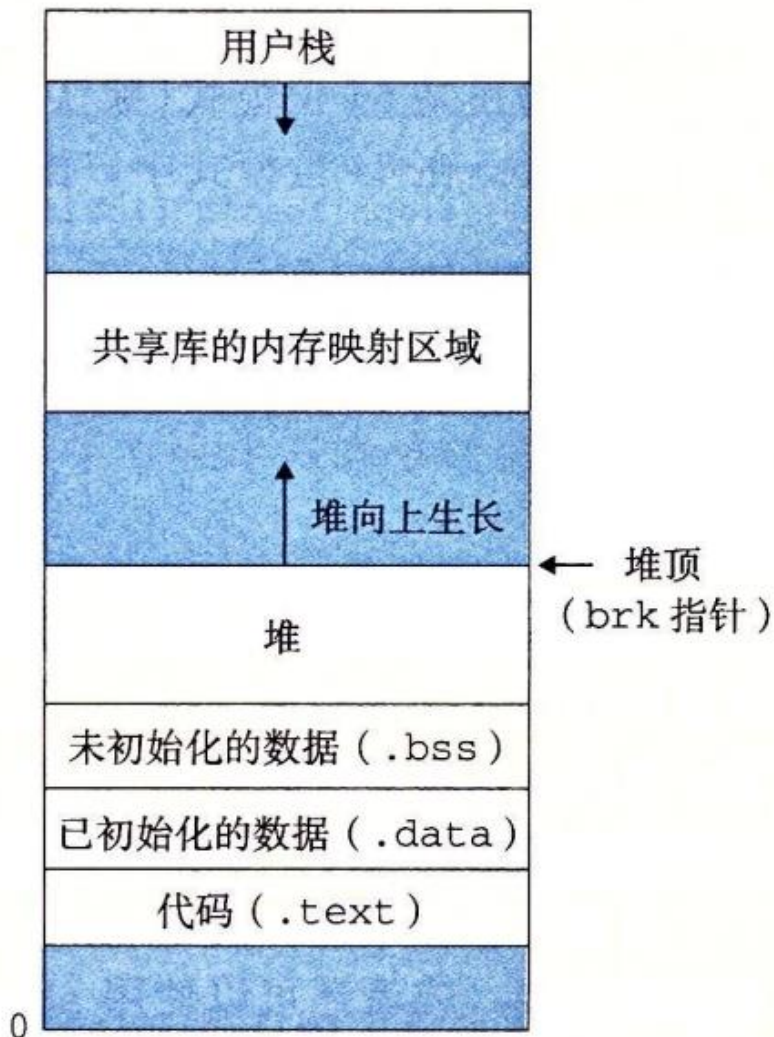 用户栈
共享库的内存映射区域
堆向上生长
堆顶
(brk 指针)
堆
未初始化的数据(.bss)
已初始化的数据(.data)
代码(.text)
0